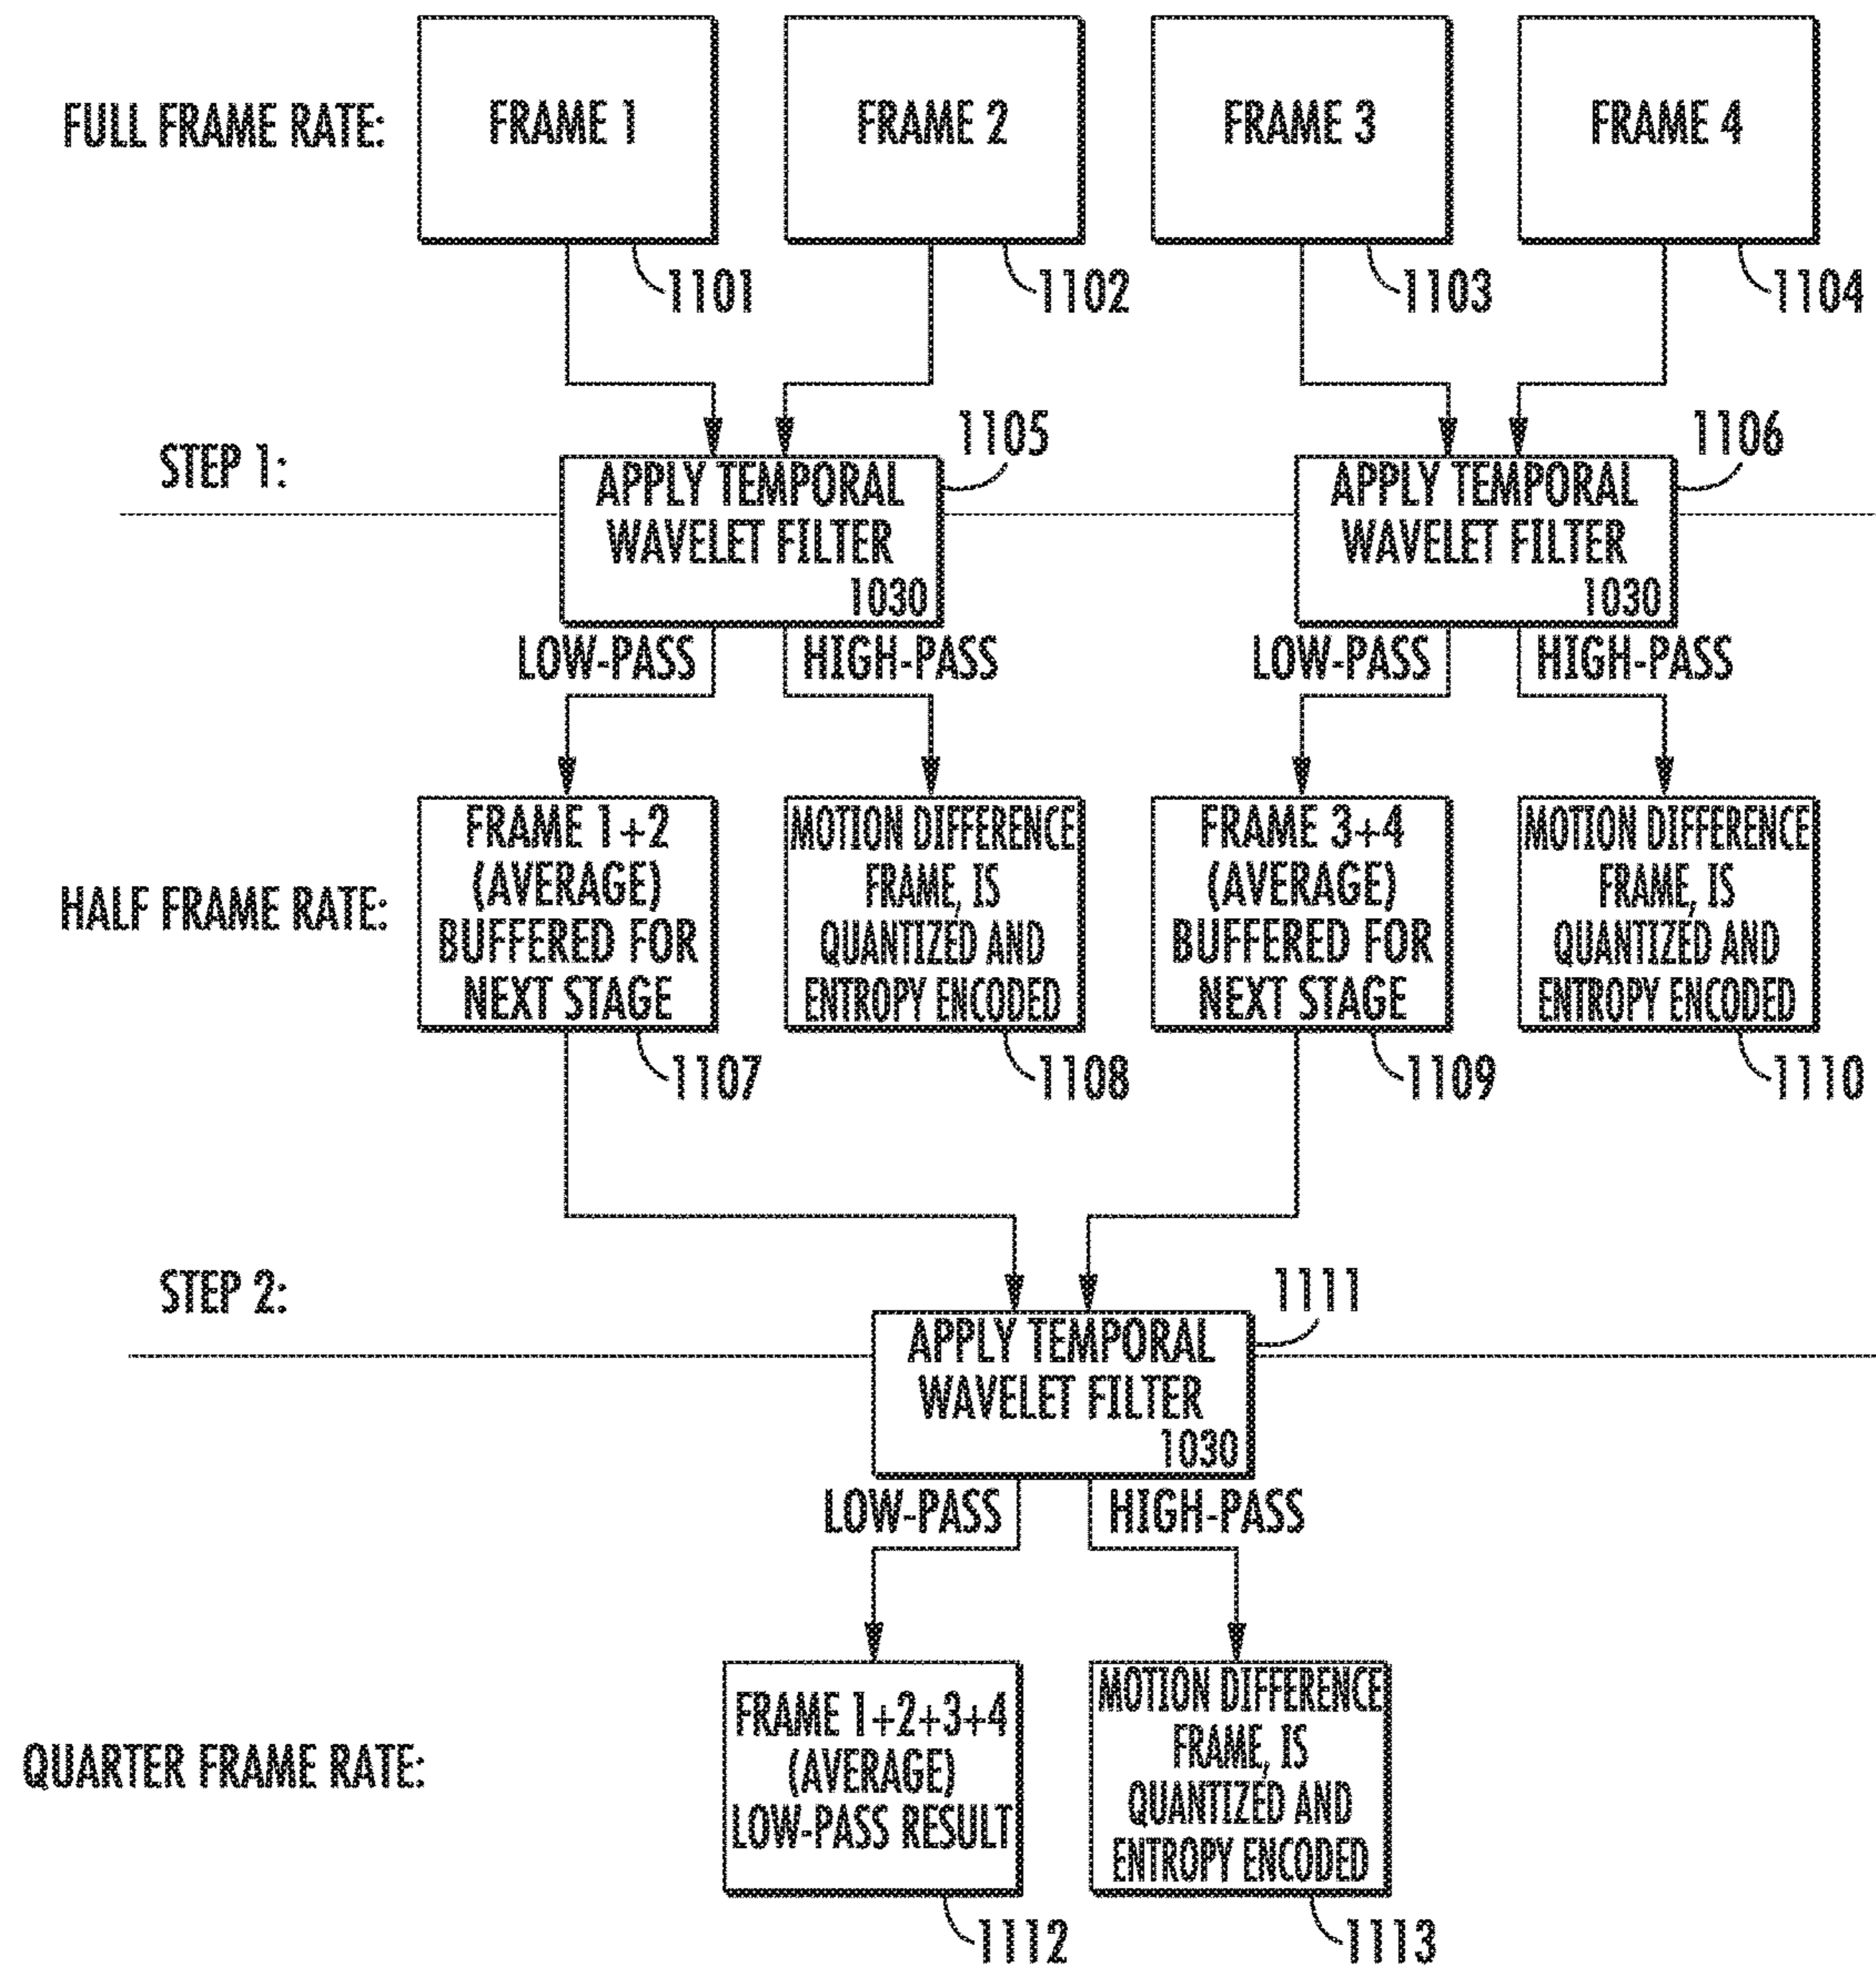 FULL FRAME RATE:
FRAME 1
FRAME 2
FRAME 3
FRAME 4
1101
1102
1103
1104
STEP 1:
1105
1106
APPLY TEMPORAL
WAVELET FILTER
1030
APPLY TEMPORAL
WAVELET FILTER
1030
LOW-PASS
HIGH-PASS
LOW-PASS
HIGH-PASS
HALF FRAME RATE:
FRAME 1+2
(AVERAGE)
BUFFERED FOR
NEXT STAGE
MOTION DIFFERENCE
FRAME, IS
QUANTIZED AND
ENTROPY ENCODED
FRAME 3+4
(AVERAGE)
BUFFERED FOR
NEXT STAGE
MOTION DIFFERENCE
FRAME, IS
QUANTIZED AND
ENTROPY ENCODED
1107
1108
1109
1110
STEP 2:
1111
APPLY TEMPORAL
WAVELET FILTER
1030
LOW-PASS
HIGH-PASS
QUARTER FRAME RATE:
FRAME 1+2+3+4
(AVERAGE)
LOW-PASS RESULT
MOTION DIFFERENCE
FRAME, IS
QUANTIZED AND
ENTROPY ENCODED
1112
1113